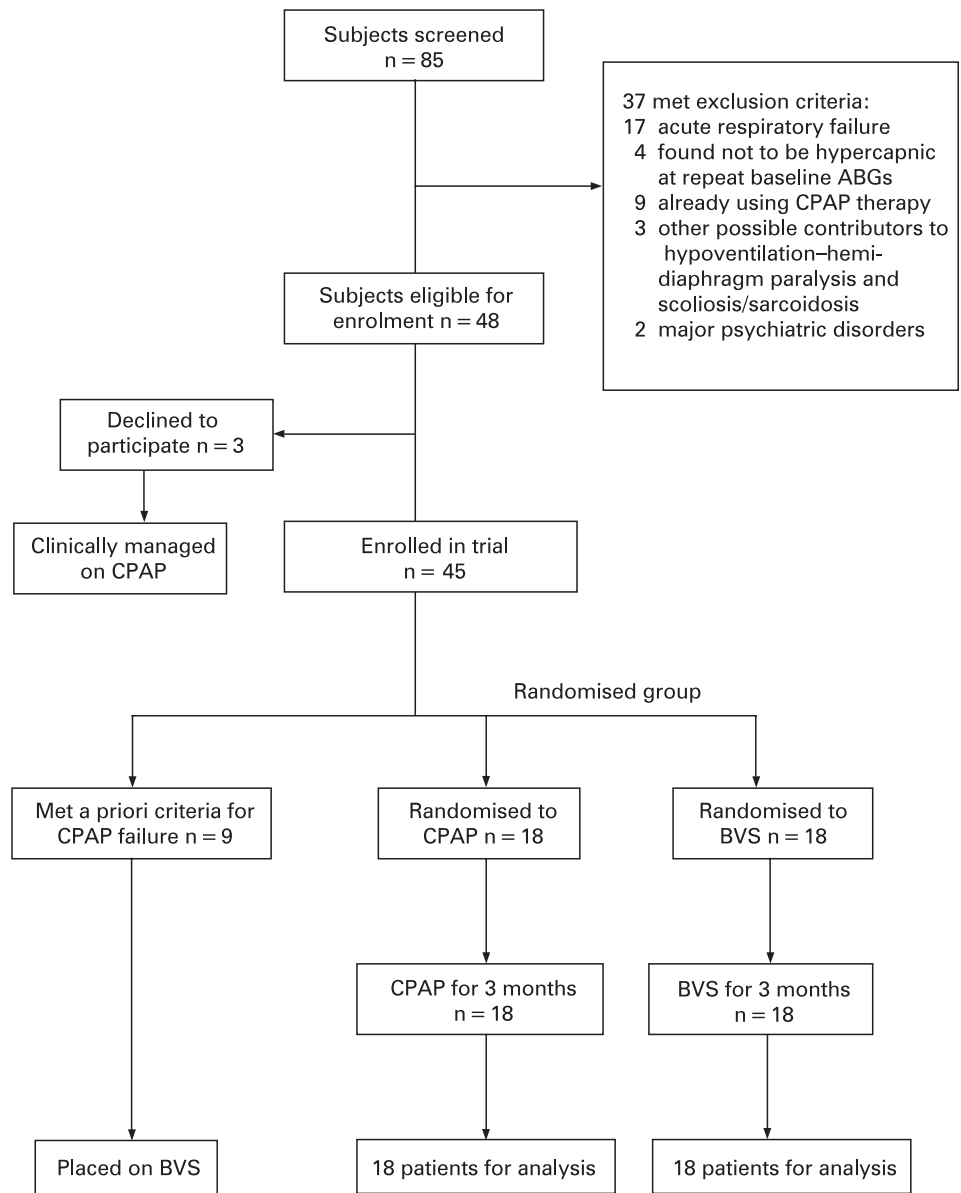 Subjects screened
n = 85
37 met exclusion criteria:
17 acute respiratory failure
4 found not to be hypercapnic
at repeat baseline ABGs
9 already using CPAP therapy
3 other possible contributors to
hypoventilation–hemi-
diaphragm paralysis and
scoliosis/sarcoidosis
2 major psychiatric disorders
Subjects eligible for
enrolment n = 48
Declined to
participate n = 3
Clinically managed
on CPAP
Enrolled in trial
n = 45
Randomised group
Met a priori criteria for
CPAP failure n = 9
Randomised to
CPAP n = 18
Randomised to
BVS n = 18
CPAP for 3 months
n = 18
BVS for 3 months
n = 18
Placed on BVS
18 patients for analysis
18 patients for analysis